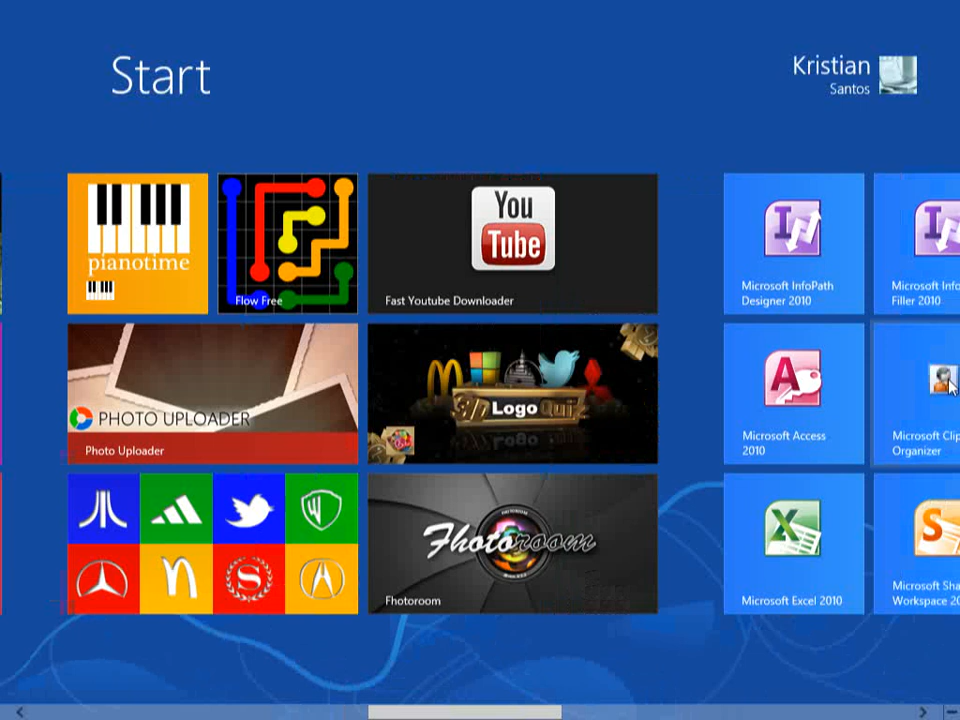 Start
Kristian
Santos
pianotime
Flow Free
You
Tube
Fast Youtube Downloader
Microsoft InfoPath
Designer 2010
Microsoft Info
Filler 2010
PHOTO UPLOADER
Photo Uploader
Logo Qui
Microsoft Access
2010
Microsoft Clip
Organizer
Fhotoroom
Fhotoroom
Microsoft Excel 2010
Microsoft Sha
Workspace 20